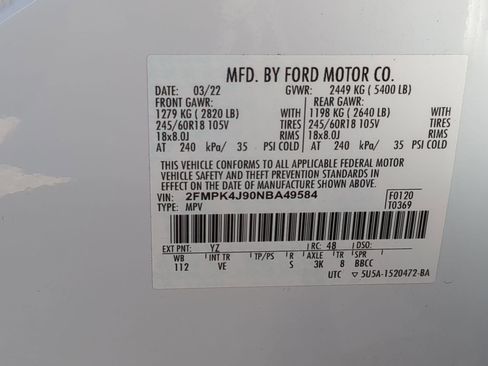 MFD. BY FORD MOTOR CO.
DATE: 03/22 GVWR: 2449 KG ( 5400 LB)
FRONT GAWR: REAR GAWR:
1279 KG ( 2820 LB) WITH 1198 KG ( 2640 LB) WITH
245/60R18 105V TIRES 245/60R18 105V TIRES
18x8.0J RIMS 18x8.0J RIMS
AT 240 kPa/ 35 PSI COLD AT 240 kPa/ 35 PSI COLD
THIS VEHICLE CONFORMS TO ALL APPLICABLE FEDERAL MOTOR
VEHICLE SAFETY AND THEFT PREVENTION STANDARDS IN
EFFECT ON THE DATE OF MANUFACTURE SHOWN ABOVE.
VIN: 2FMPK4J90NBA49584 F0120
TYPE: MPV T0369
EXT PNT: YZ RC: 48 DSO:
WB INT TR TP/PS R AXLE TR SPR
112 VE S 3K 8 BBCC
UTC ▽5U5A-1520472-BA